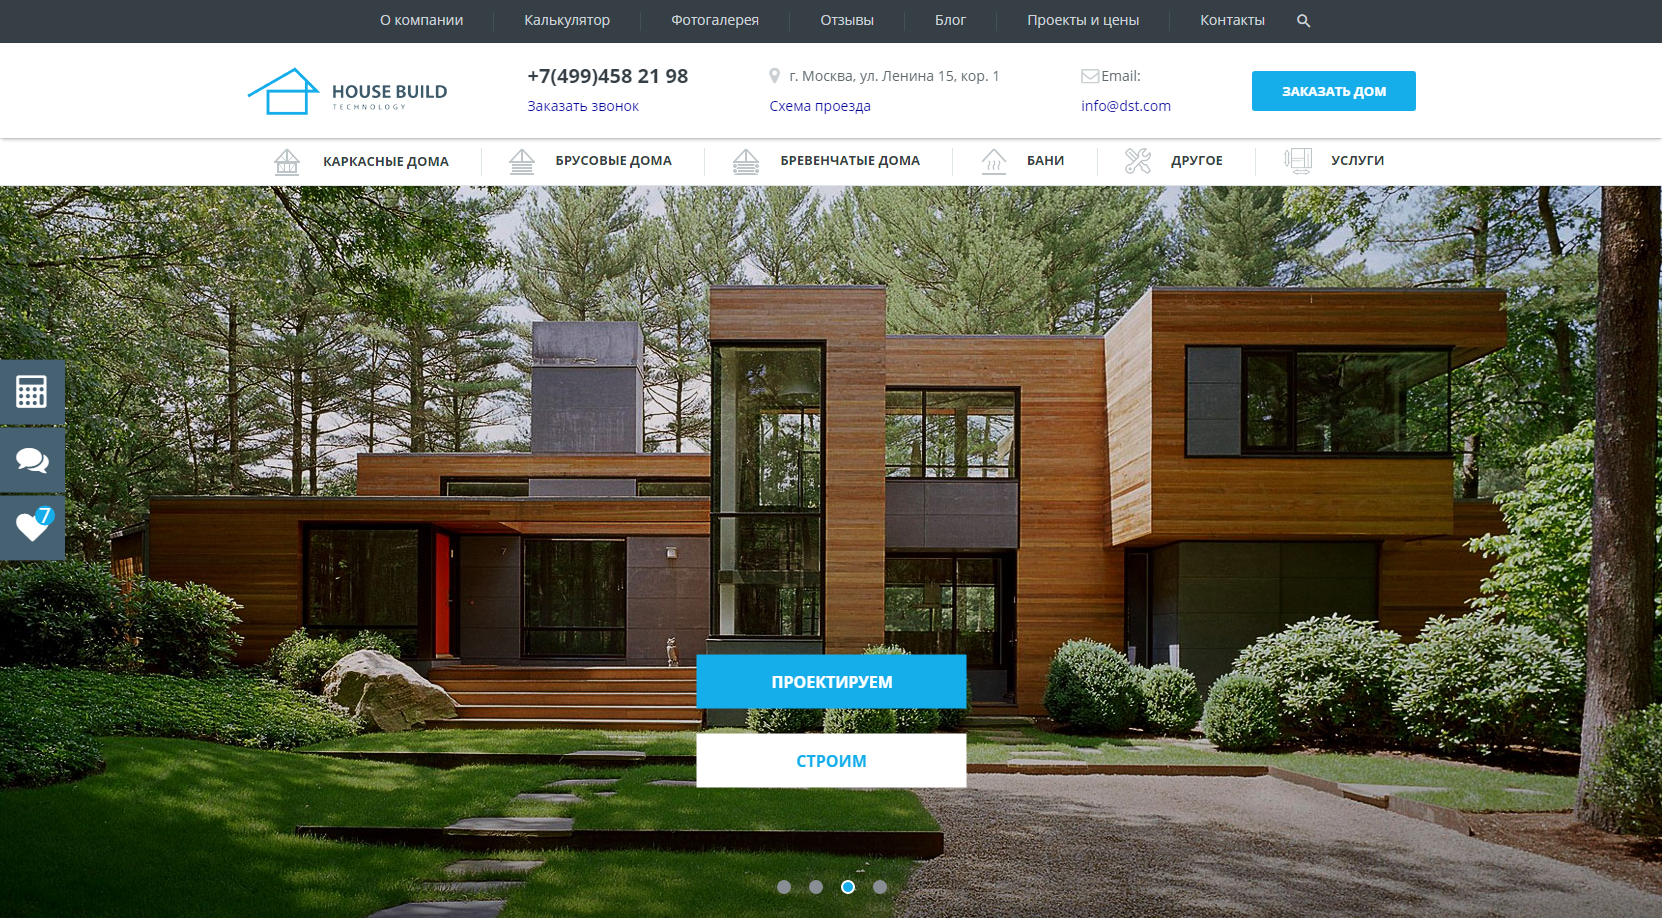 О компании
Калькулятор
Фотогалерея
Отзывы
Блог
Проекты и цены
Контакты
HOUSE BUILD
TECHNOLOGY
+7(499)458 21 98
Заказать звонок
г. Москва, ул. Ленина 15, кор. 1
Схема проезда
Email:
info@dst.com
ЗАКАЗАТЬ ДОМ
КАРКАСНЫЕ ДОМА
БРУСОВЫЕ ДОМА
БРЕВЕНЧАТЫЕ ДОМА
БАНИ
ДРУГОЕ
УСЛУГИ
7
7
ПРОЕКТИРУЕМ
СТРОИМ